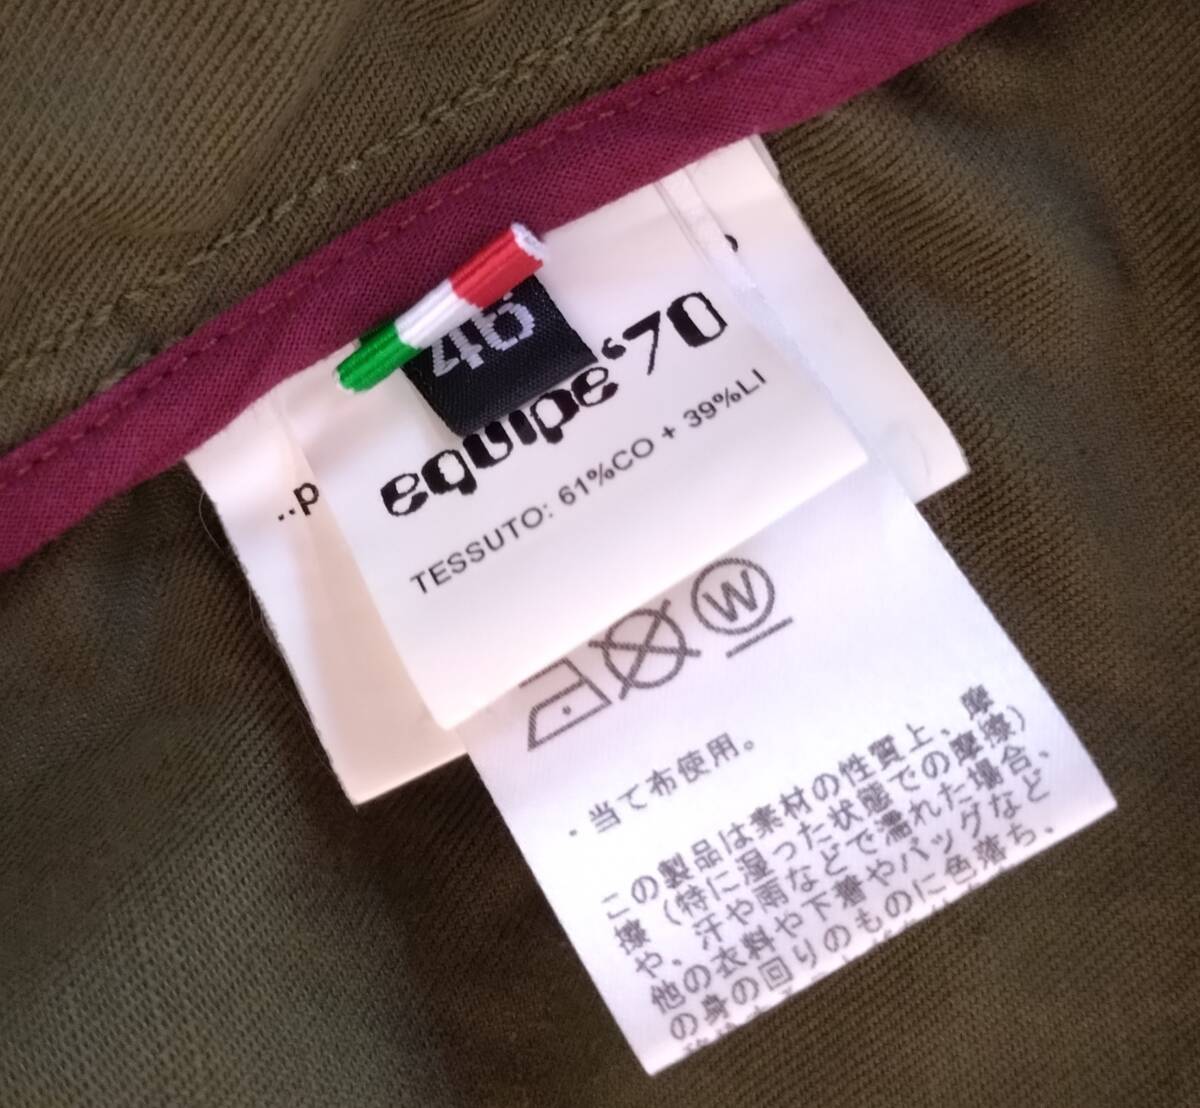 46
equipe '70
TESSUTO: 61%CO + 39%LI
..p
W
・当て布使用。
この製品は素材の性質上、摩
擦（特に湿った状態での摩擦）
や、汗や雨などで濡れた場合、
他の衣料や下着やバッグなど
の身の回りのものに色落ち、